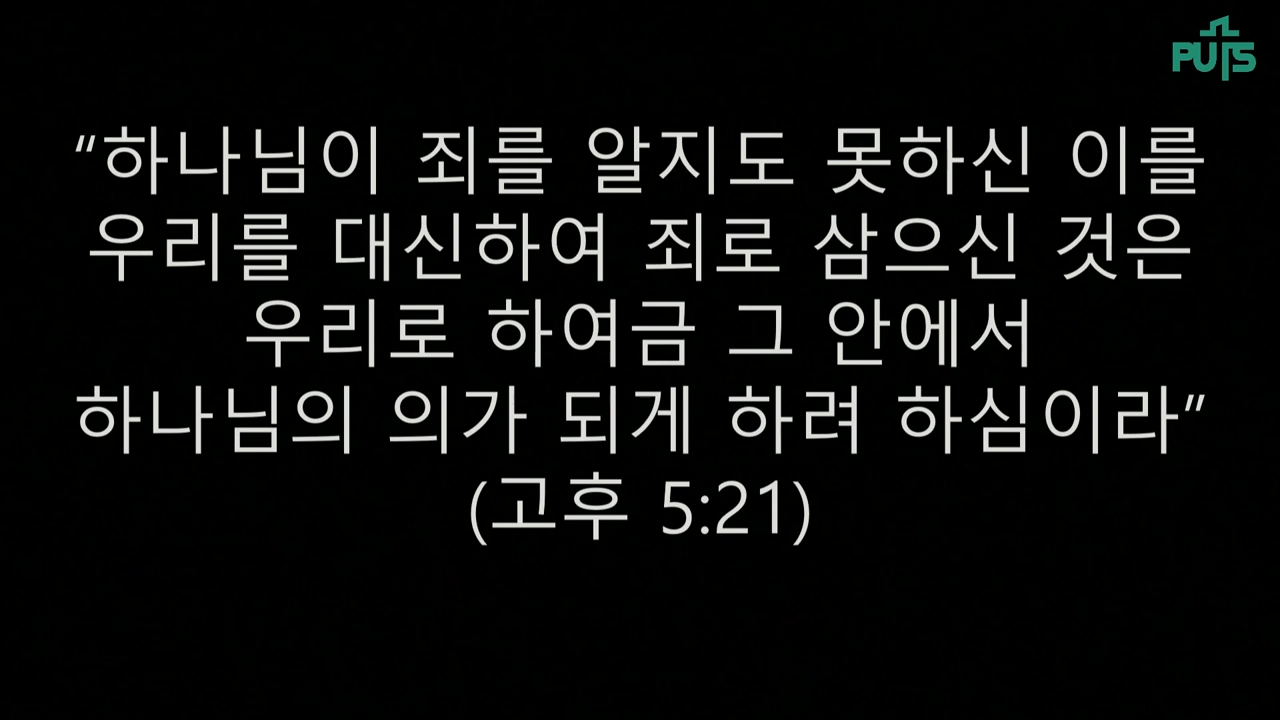 PUTS
“하나님이 죄를 알지도 못하신 이를
우리를 대신하여 죄로 삼으신 것은
우리로 하여금 그 안에서
하나님의 의가 되게 하려 하심이라”
(고후 5:21)